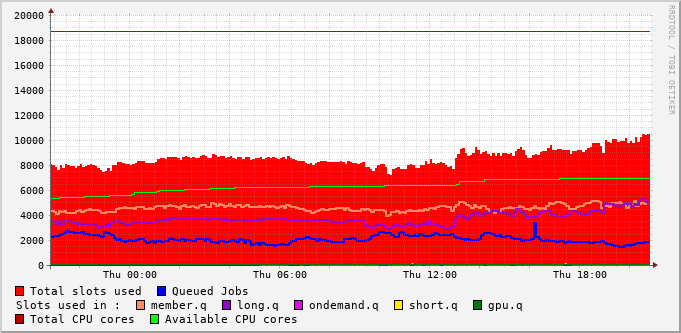 RRDTOOL / TOBI OETIKER
20000
18000
16000
14000
12000
10000
8000
6000
4000
2000
0
Thu 00:00 Thu 06:00 Thu 12:00 Thu 18:00
Total slots used Queued Jobs
Slots used in : member.q long.q ondemand.q short.q gpu.q
Total CPU cores Available CPU cores